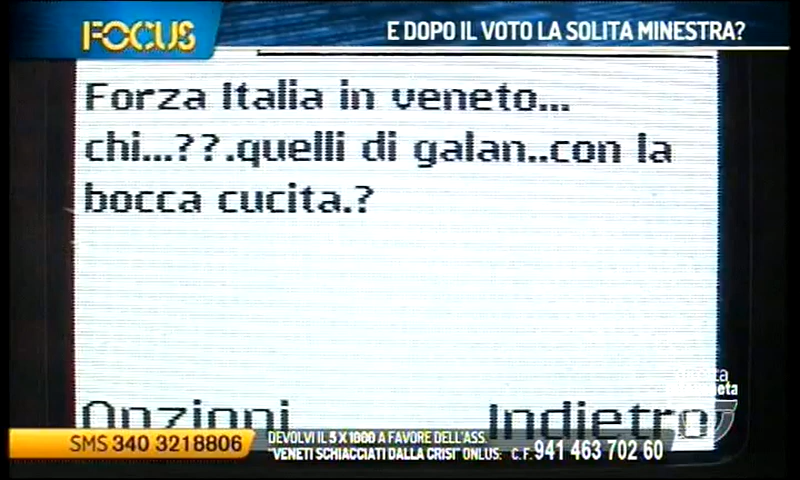 FOCUS
E DOPO IL VOTO LA SOLITA MINESTRA?
Forza Italia in veneto...
chi...??.quelli di galan..con la
bocca cucita.?
Opzioni Indietro
SMS 340 3218806
DEVOLVI IL 5 X 1000 A FAVORE DELL'ASS.
"VENETI SCHIACCIATI DALLA CRISI" ONLUS: C.F. 941 463 702 60